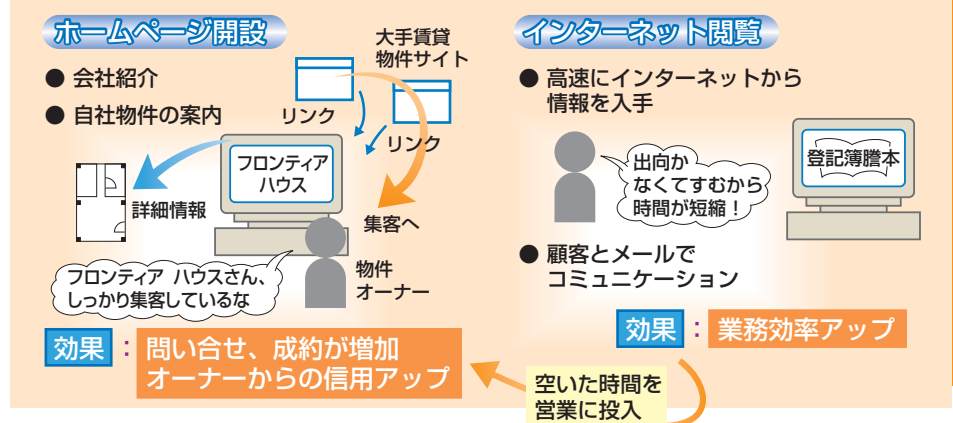 ホームページ開設
● 会社紹介
● 自社物件の案内
大手賃貸
物件サイト
リンク
リンク
フロンティア
ハウス
詳細情報
集客へ
フロンティア ハウスさん、
しっかり集客しているな
物件
オーナー
効果：問い合せ、成約が増加
オーナーからの信用アップ
インターネット閲覧
● 高速にインターネットから
情報を入手
出向か
なくてすむから
時間が短縮！
登記簿謄本
● 顧客とメールで
コミュニケーション
効果：業務効率アップ
空いた時間を
営業に投入